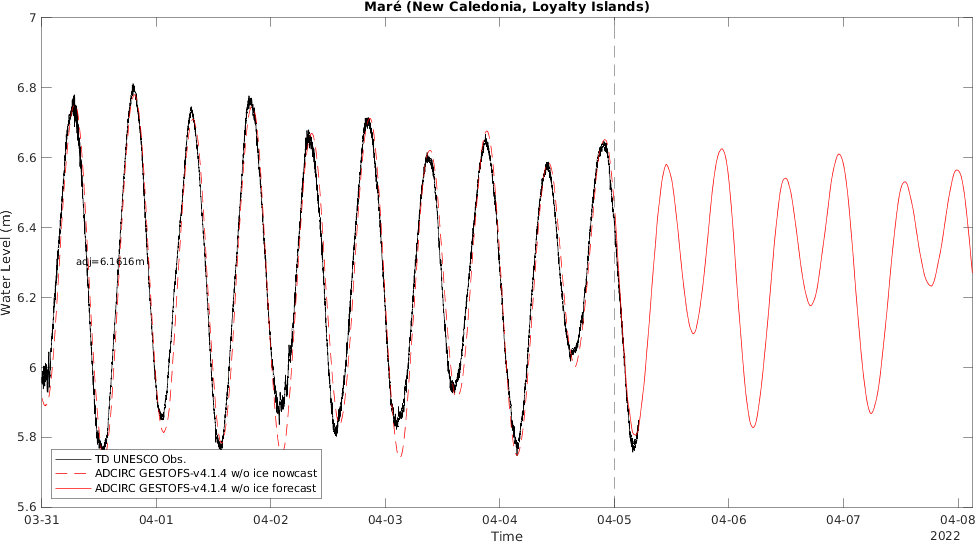 Maré (New Caledonia, Loyalty Islands)
7
6.8
6.6
6.4
6.2
6
5.8
5.6
Water Level (m)
adj=6.1616m
TD UNESCO Obs.
ADCIRC GESTOFS-v4.1.4 w/o ice nowcast
ADCIRC GESTOFS-v4.1.4 w/o ice forecast
03-31 04-01 04-02 04-03 04-04 04-05 04-06 04-07 04-08
Time
2022